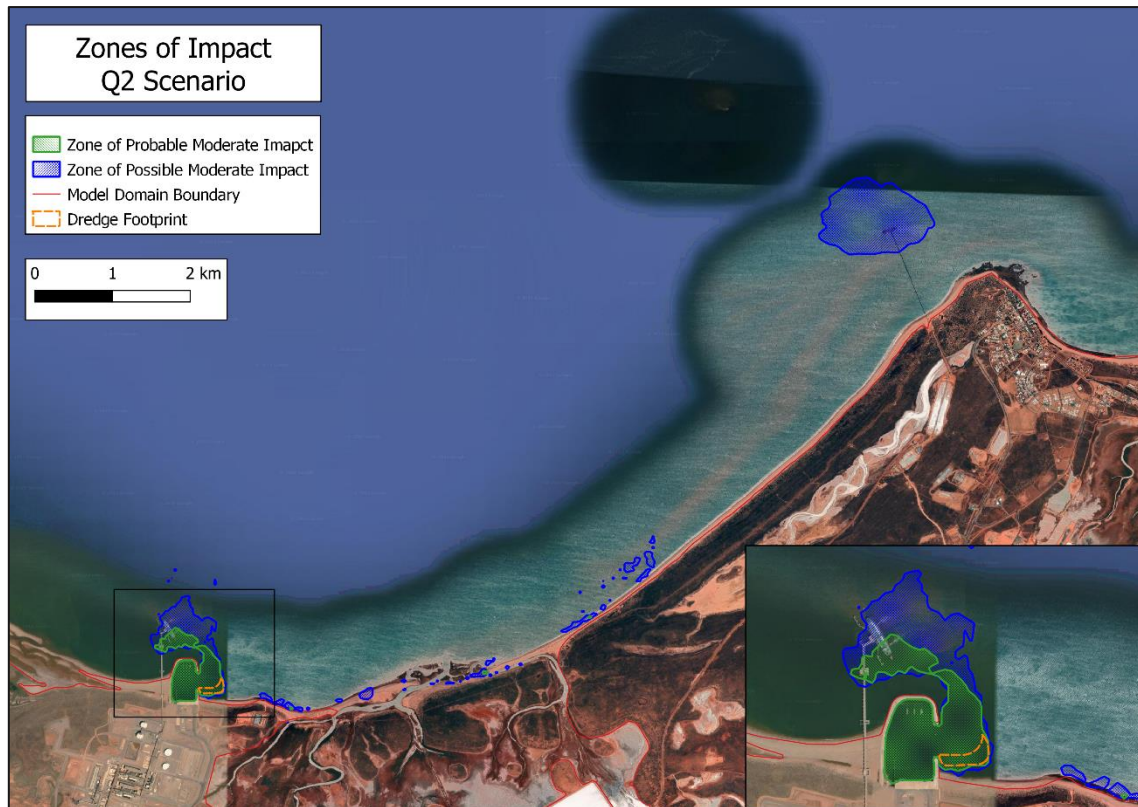 Zones of Impact
Q2 Scenario
Zone of Probable Moderate Imapct
Zone of Possible Moderate Impact
Model Domain Boundary
Dredge Footprint
0 1 2 km